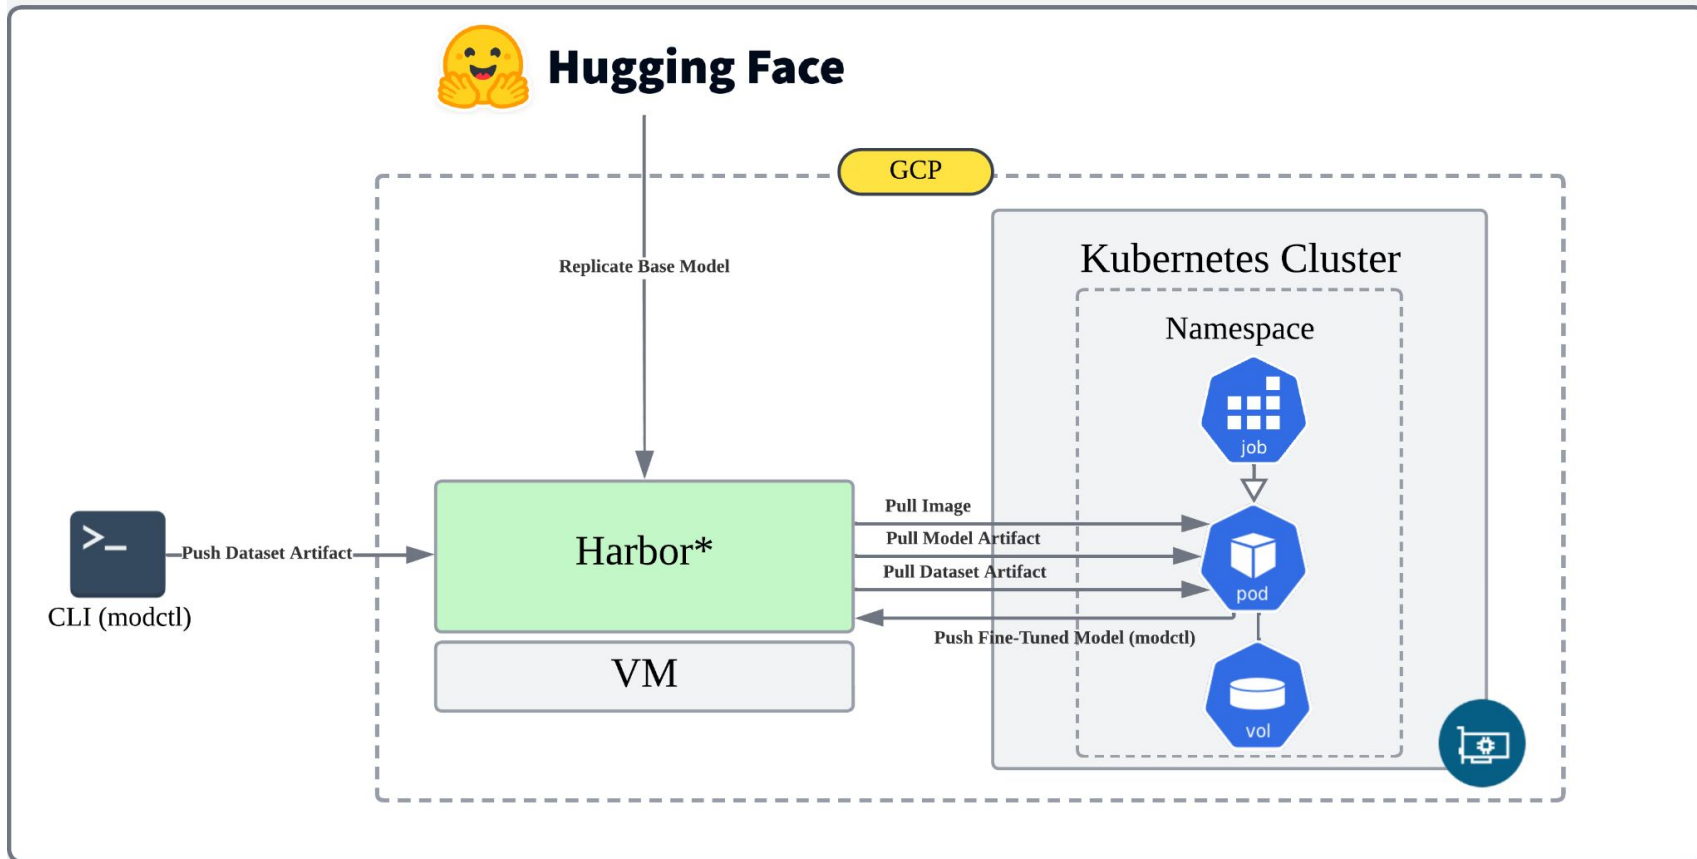 Hugging Face
GCP
Replicate Base Model
Kubernetes Cluster
Namespace
job
Push Dataset Artifact
CLI (modctl)
Harbor*
VM
Pull Image
Pull Model Artifact
Pull Dataset Artifact
Push Fine-Tuned Model (modctl)
pod
vol